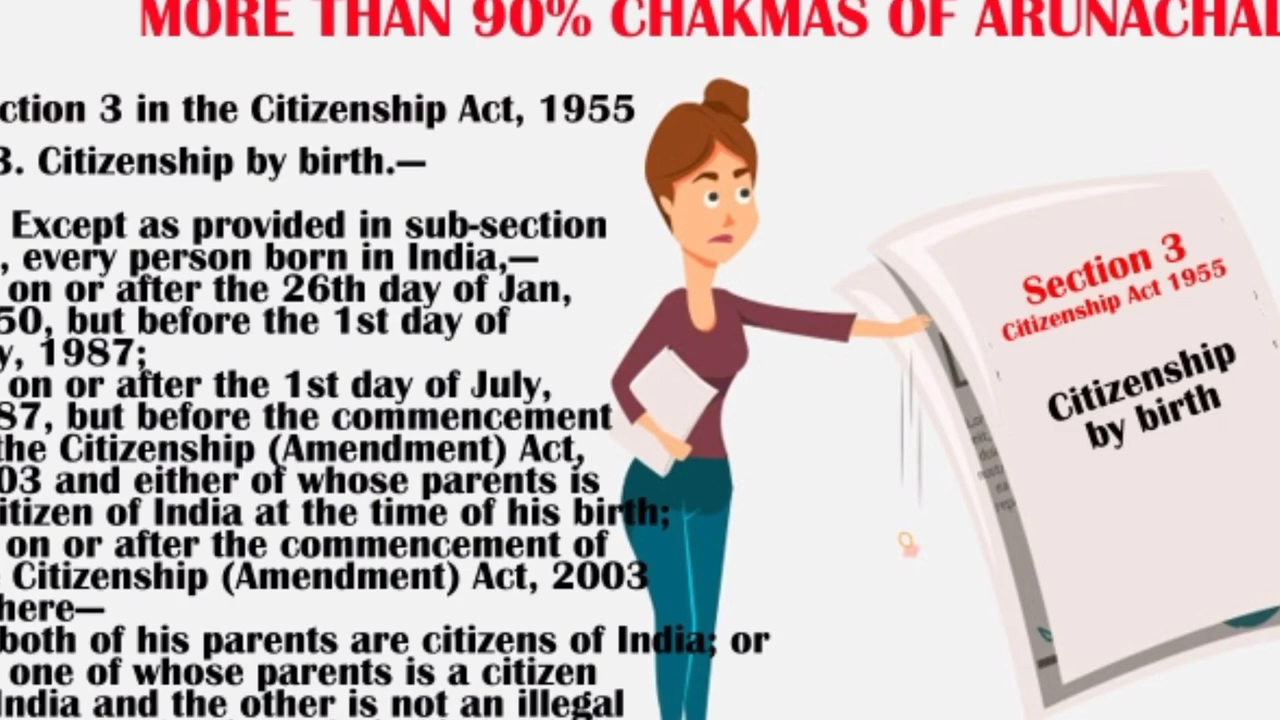 MORE THAN 90% CHAKMAS OF ARUNACHAL
ction 3 in the Citizenship Act, 1955
3. Citizenship by birth.—
Except as provided in sub-section
, every person born in India,—
on or after the 26th day of Jan,
50, but before the 1st day of
y, 1987;
on or after the 1st day of July,
87, but before the commencement
the Citizenship (Amendment) Act,
03 and either of whose parents is
itizen of India at the time of his birth;
on or after the commencement of
Citizenship (Amendment) Act, 2003
here—
both of his parents are citizens of India; or
one of whose parents is a citizen
India and the other is not an illegal
Section 3
Citizenship Act 1955
Citizenship
by birth